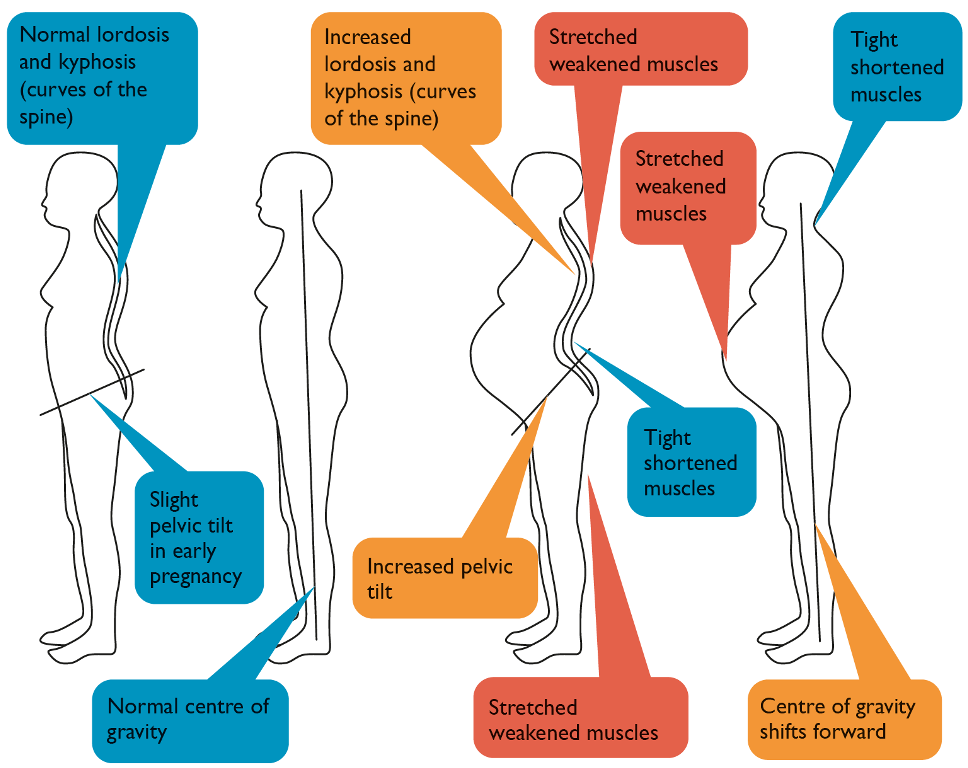 Normal lordosis
and kyphosis
(curves of the
spine)
Increased
lordosis and
kyphosis (curves
of the spine)
Stretched
weakened muscles
Tight
shortened
muscles
Stretched
weakened
muscles
Tight
shortened
muscles
Slight
pelvic tilt
in early
pregnancy
Increased pelvic
tilt
Normal centre of
gravity
Stretched
weakened muscles
Centre of gravity
shifts forward